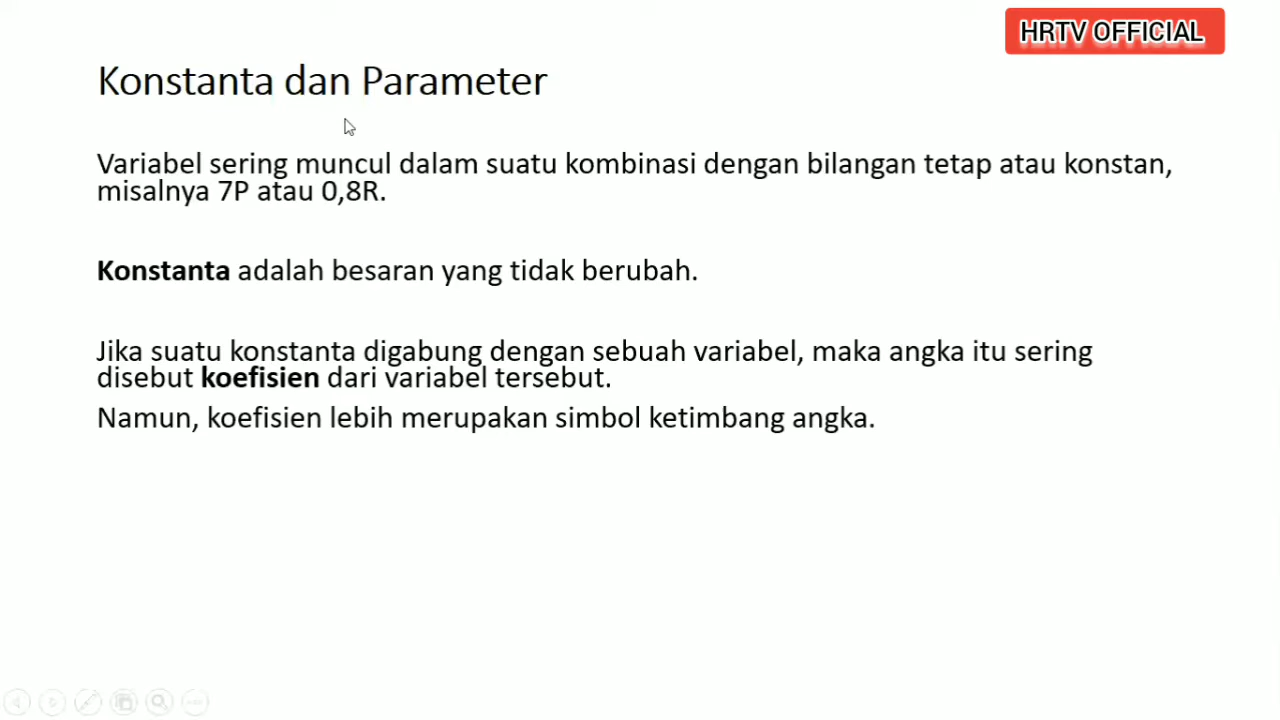 HRTV OFFICIAL
Konstanta dan Parameter
Variabel sering muncul dalam suatu kombinasi dengan bilangan tetap atau konstan,
misalnya 7P atau 0,8R.
Konstanta adalah besaran yang tidak berubah.
Jika suatu konstanta digabung dengan sebuah variabel, maka angka itu sering
disebut koefisien dari variabel tersebut.
Namun, koefisien lebih merupakan simbol ketimbang angka.